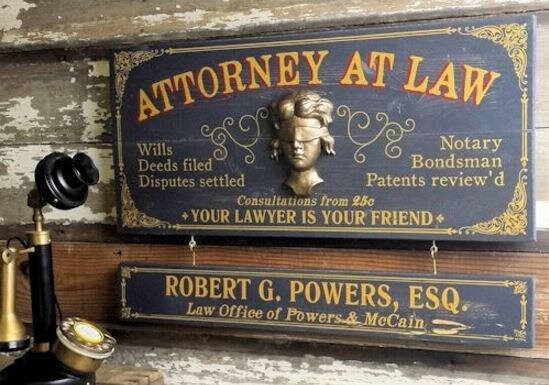 ATTORNEY AT LAW
Wills
Deeds filed
Disputes settled
Notary
Bondsman
Patents review'd
Consultations from 25c
YOUR LAWYER IS YOUR FRIEND
ROBERT G. POWERS, ESQ.
Law Office of Powers & McCain